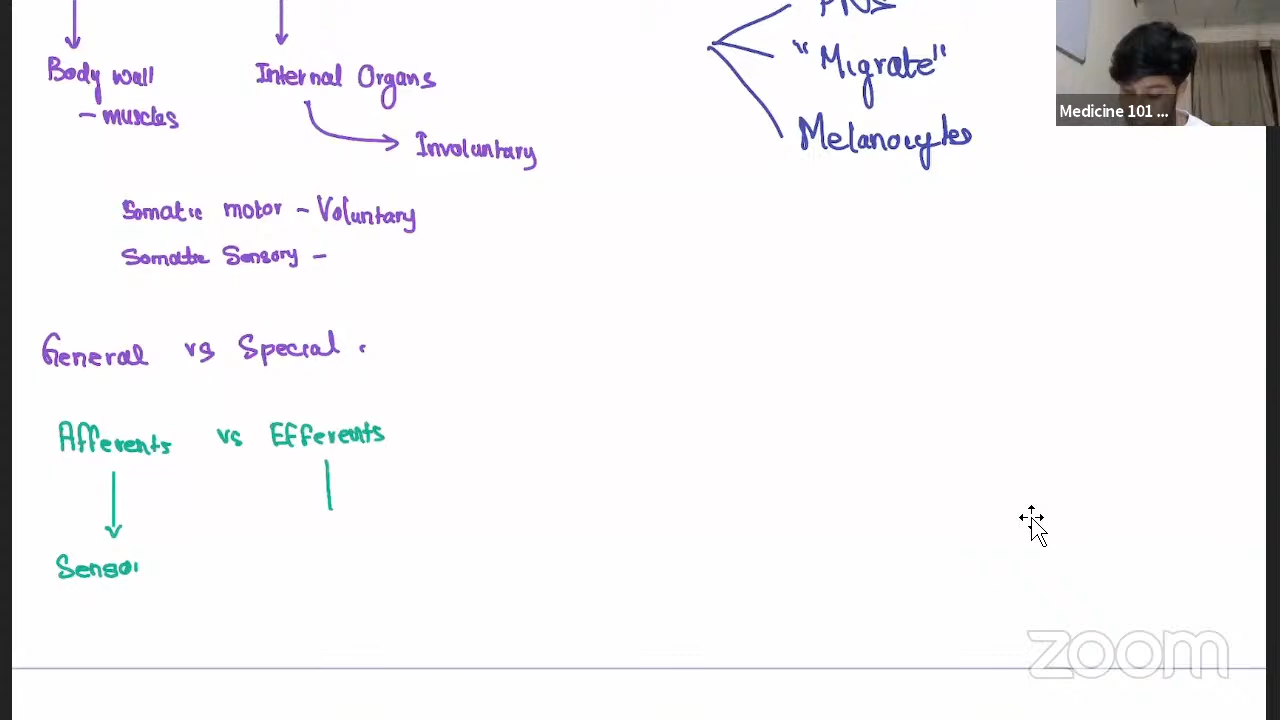 PNS
Body wall
- muscles
Internal Organs
Involuntary
"Migrate"
Melanocytes
Medicine 101 ...
Somatic motor - Voluntary
Somatic Sensory -
General vs Special
Afferents vs Efferents
Sensor
zoom